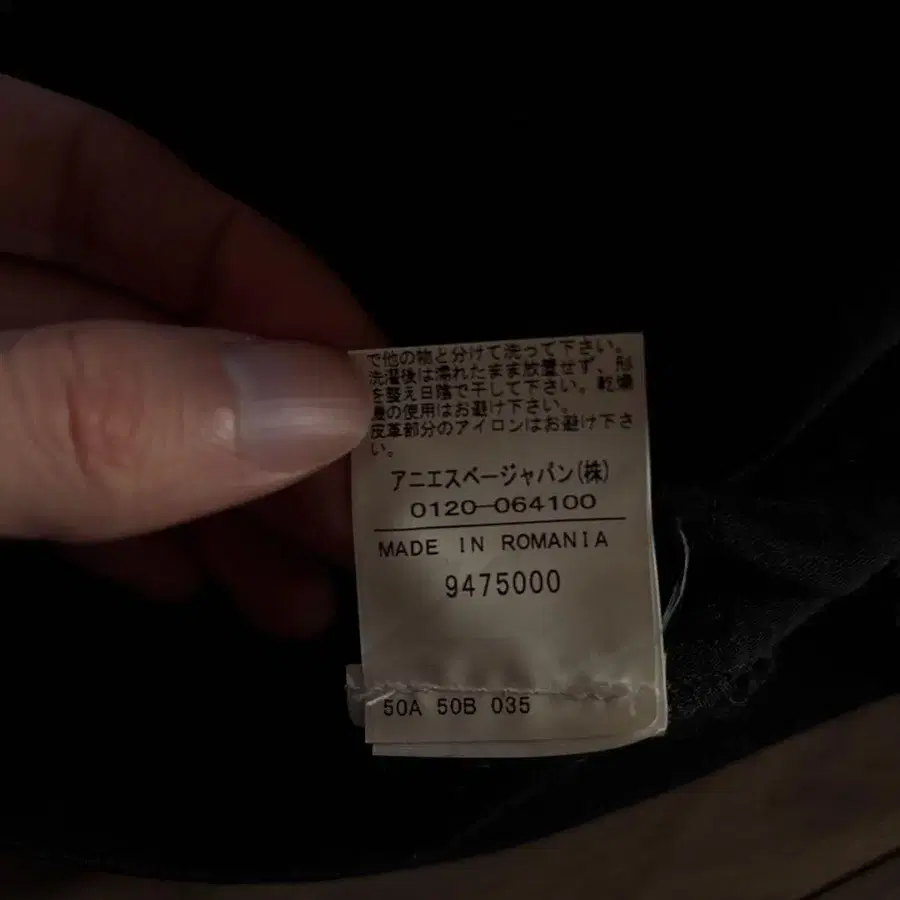 で他の物と分けて洗って下さい。
洗濯後は濡れたまま放置せず、形
を整え日陰で干して下さい。乾燥
機の使用はお避け下さい。
皮革部分のアイロンはお避け下さ
い。
アニエスベージャパン(株)
0120-064100
MADE IN ROMANIA
9475000
50A 50B 035